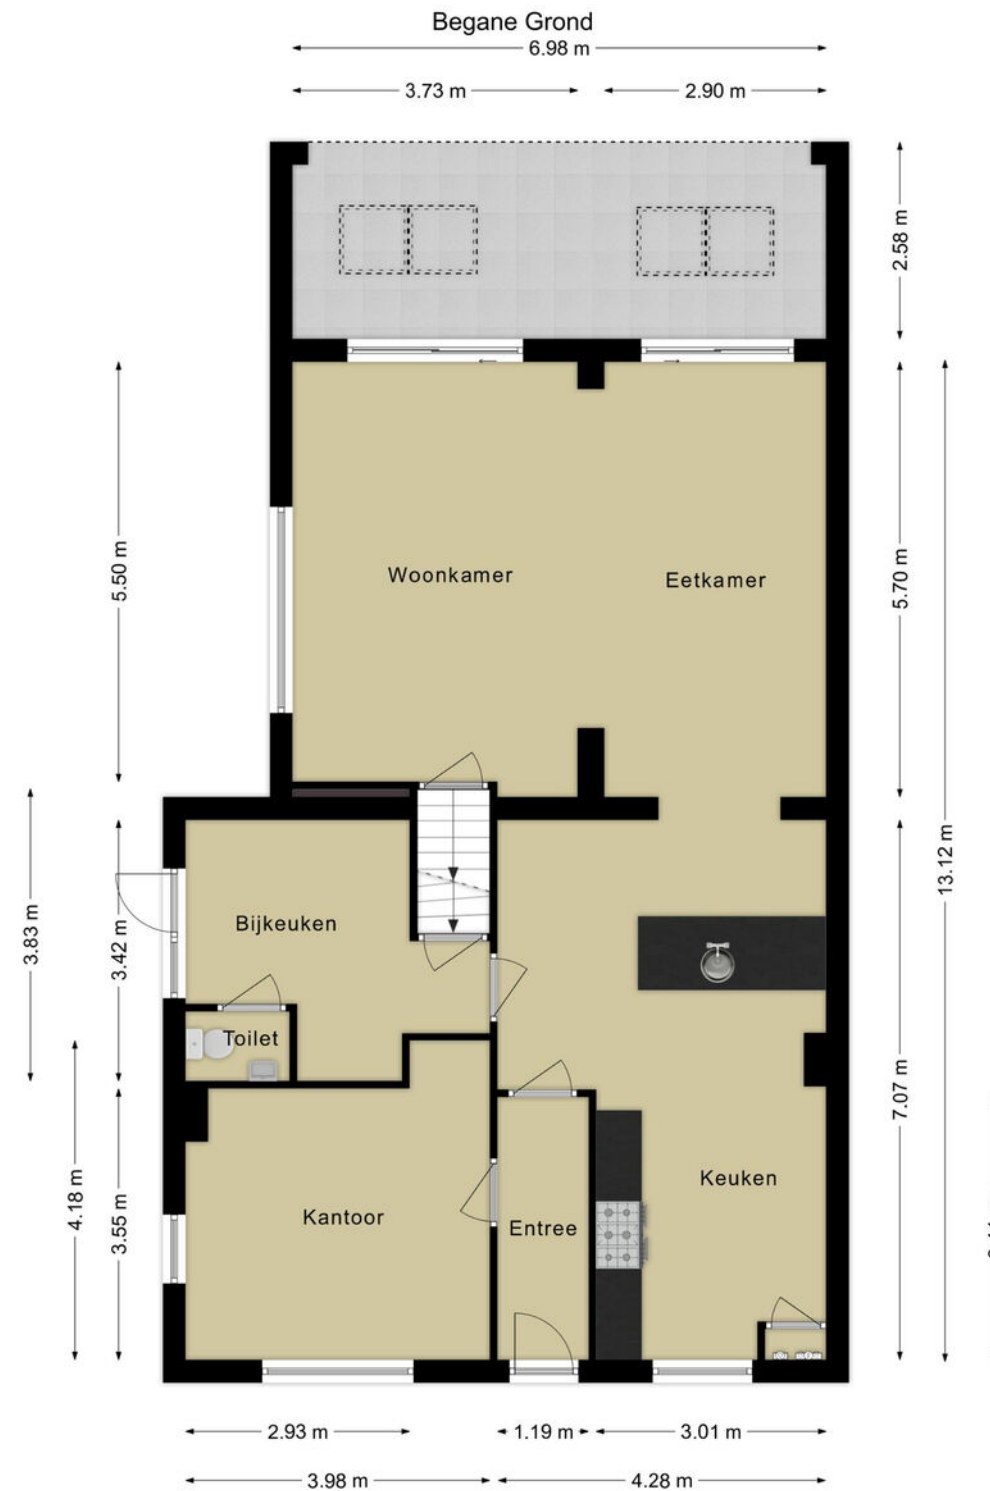 Begane Grond
6.98 m
3.73 m
2.90 m
2.58 m
5.50 m
5.70 m
Woonkamer
Eetkamer
13.12 m
3.83 m
3.42 m
Bijkeuken
Toilet
7.07 m
4.18 m
3.55 m
Kantoor
Entree
Keuken
2.93 m
1.19 m
3.01 m
3.98 m
4.28 m